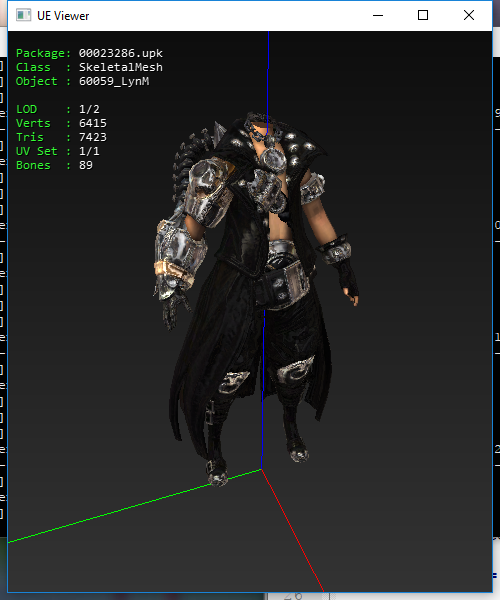 UE Viewer
Package: 00023286.upk
Class : SkeletalMesh
Object : 60059_LynM
LOD : 1/2
Verts : 6415
Tris : 7423
UV Set : 1/1
Bones : 89